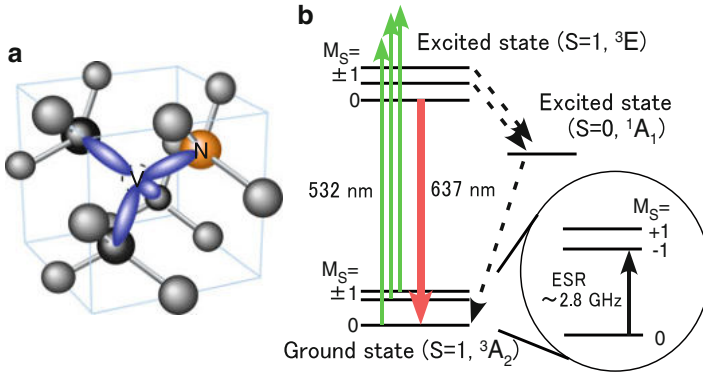 a
N
V
b
Excited state (S=1, ³E)
M_S=
±1
0
Excited state
(S=0, ¹A₁)
532 nm
637 nm
M_S=
+1
-1
ESR
~2.8 GHz
0
M_S=
±1
0
Ground state (S=1, ³A₂)